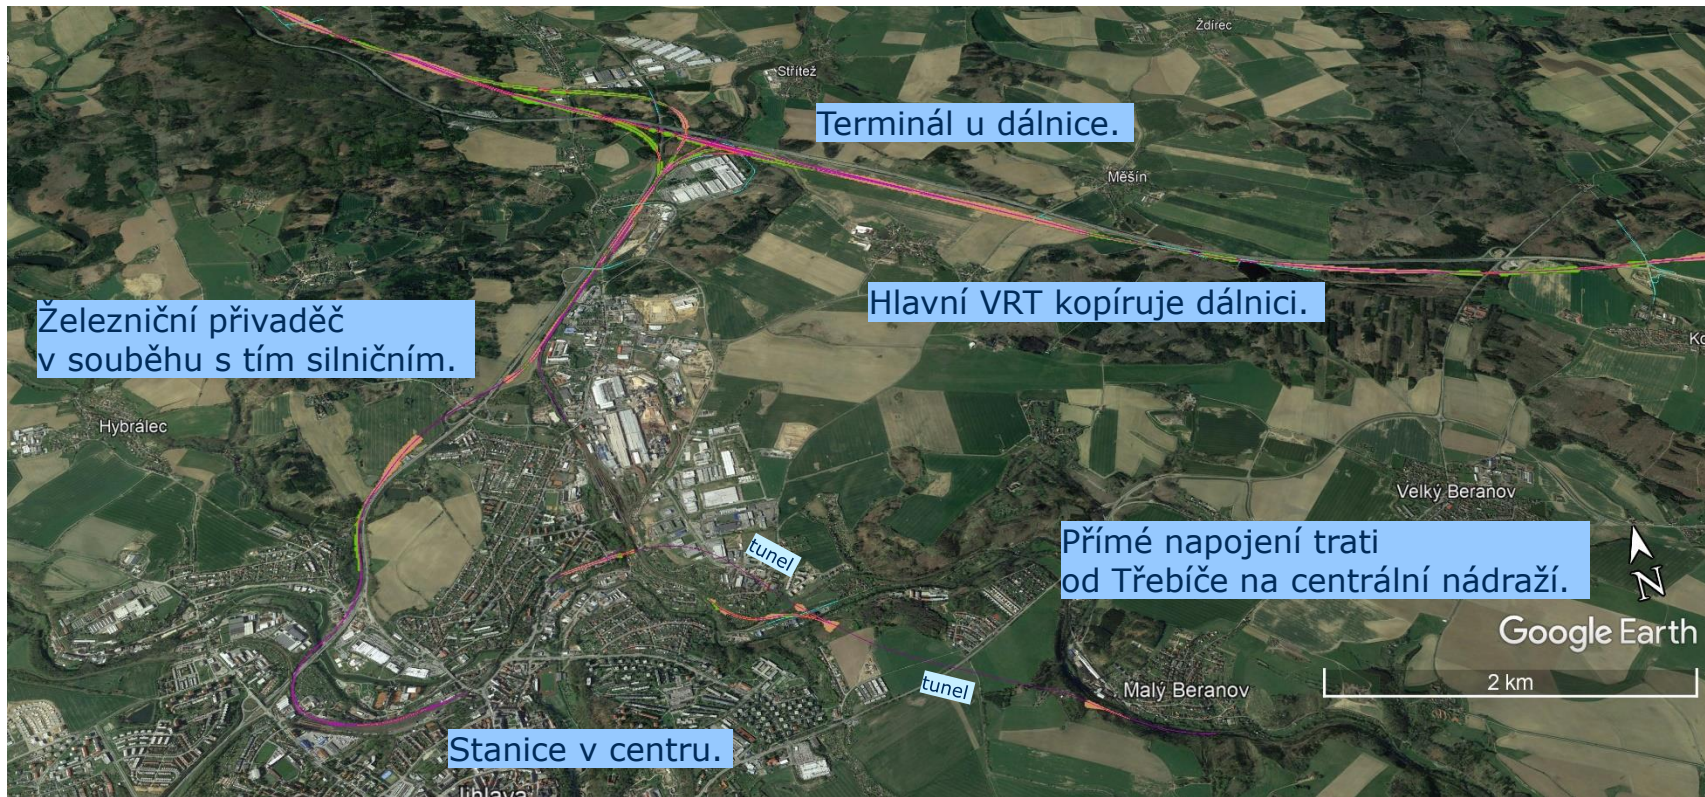 Ždírec
Střítež
Terminál u dálnice.
Měšín
Hlavní VRT kopíruje dálnici.
Železniční přivaděč
v souběhu s tím silničním.
Hybrálec
Velký Beranov
tunel
Přímé napojení trati
od Třebíče na centrální nádraží.
N
Google Earth
2 km
tunel
Malý Beranov
Stanice v centru.
Jihlava